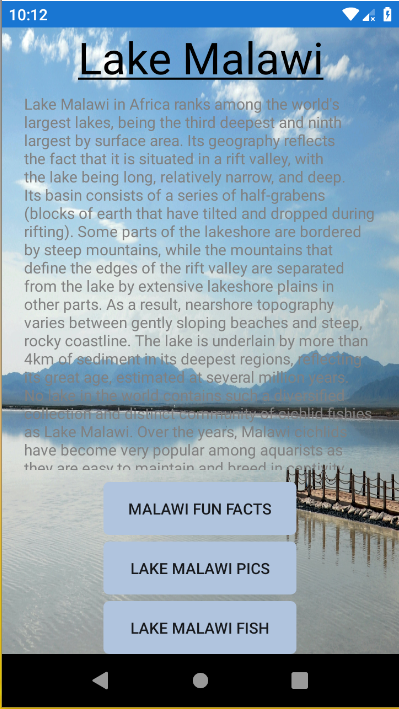 10:12
Lake Malawi
Lake Malawi in Africa ranks among the world's
largest lakes, being the third deepest and ninth
largest by surface area. Its geography reflects
the fact that it is situated in a rift valley, with
the lake being long, relatively narrow, and deep.
Its basin consists of a series of half-grabens
(blocks of earth that have tilted and dropped during
rifting). Some parts of the lakeshore are bordered
by steep mountains, while the mountains that
define the edges of the rift valley are separated
from the lake by extensive lakeshore plains in
other parts. As a result, nearshore topography
varies between gently sloping beaches and steep,
rocky coastline. The lake is underlain by more than
4km of sediment in its deepest regions,
its great age, estimated at several million years.
in the world contains such a
collection and distinct community of cichlid fishies
as Lake Malawi. Over the years, Malawi cichlids
have become very popular among aquarists as
they are easy to maintain and breed in captivity.
MALAWI FUN FACTS
LAKE MALAWI PICS
LAKE MALAWI FISH